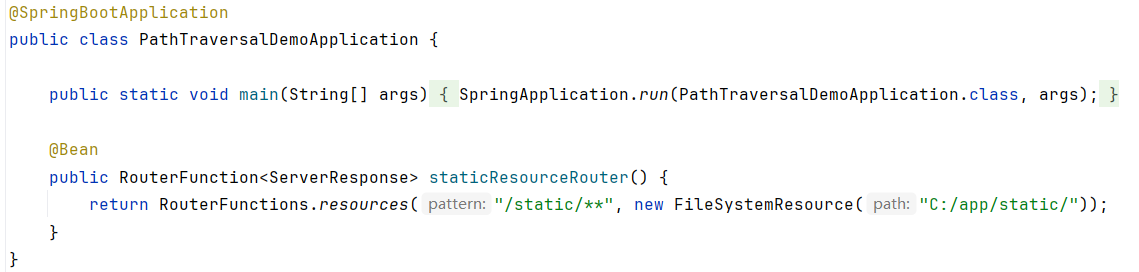 @SpringBootApplication
public class PathTraversalDemoApplication {
public static void main(String[] args) { SpringApplication.run(PathTraversalDemoApplication.class, args); }
@Bean
public RouterFunction<ServerResponse> staticResourceRouter() {
return RouterFunctions.resources( pattern: "/static/**", new FileSystemResource( path: "C:/app/static/"));
}
}